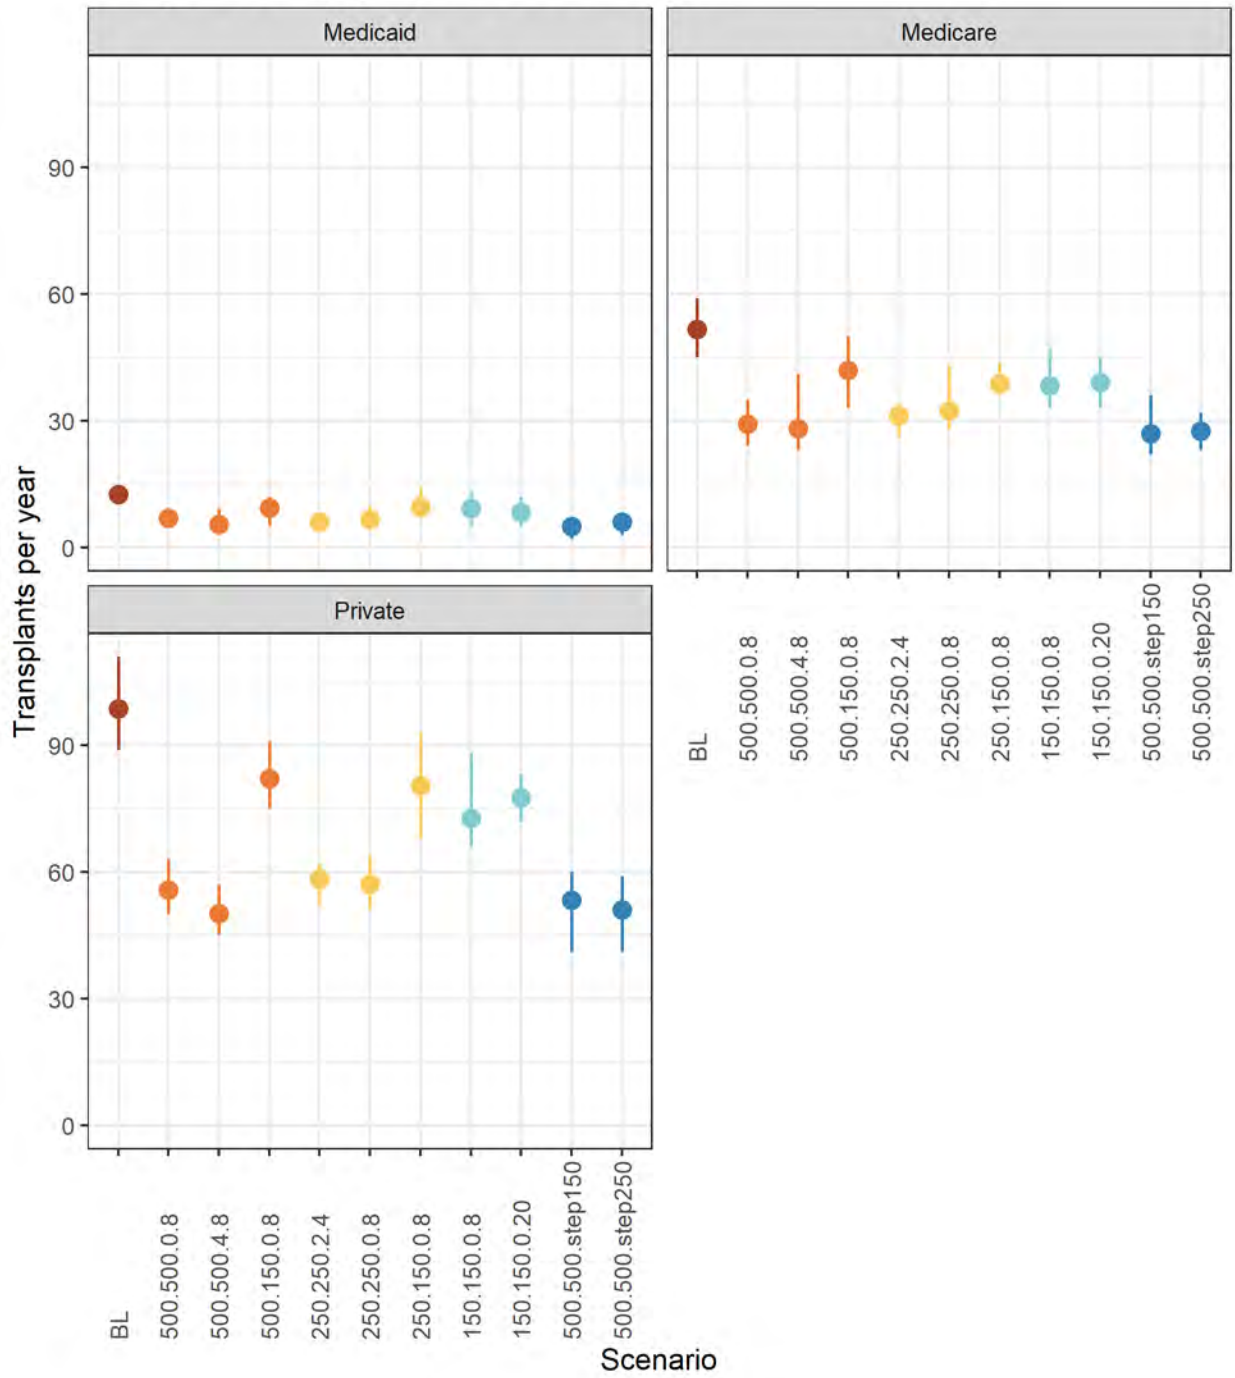 Medicaid
Medicare
Transplants per year
90
60
30
0
BL
500.500.0.8
500.500.4.8
500.150.0.8
250.250.2.4
250.250.0.8
250.150.0.8
150.150.0.8
150.150.0.20
500.500.step150
500.500.step250
Private
90
60
30
0
BL
500.500.0.8
500.500.4.8
500.150.0.8
250.250.2.4
250.250.0.8
250.150.0.8
150.150.0.8
150.150.0.20
500.500.step150
500.500.step250
Scenario